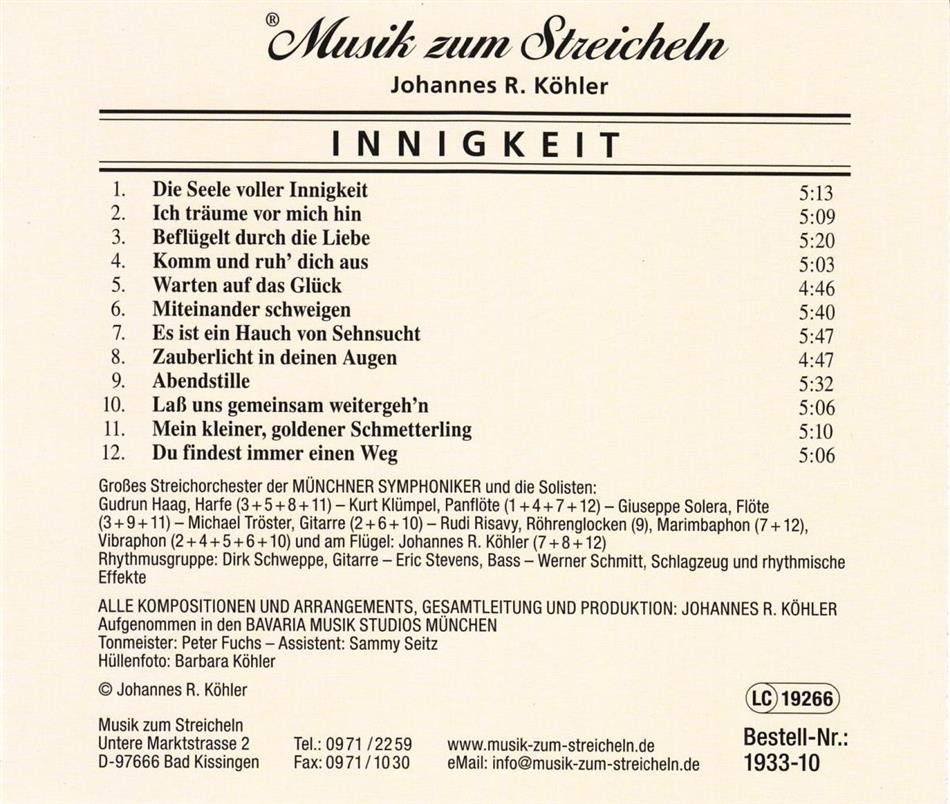 ® Musik zum Streicheln
Johannes R. Köhler
INNIGKEIT
1. Die Seele voller Innigkeit 5:13
2. Ich träume vor mich hin 5:09
3. Beflügelt durch die Liebe 5:20
4. Komm und ruh’ dich aus 5:03
5. Warten auf das Glück 4:46
6. Miteinander schweigen 5:40
7. Es ist ein Hauch von Sehnsucht 5:47
8. Zauberlicht in deinen Augen 4:47
9. Abendstille 5:32
10. Laß uns gemeinsam weitergeh’n 5:06
11. Mein kleiner, goldener Schmetterling 5:10
12. Du findest immer einen Weg 5:06
Großes Streichorchester der MÜNCHNER SYMPHONIKER und die Solisten:
Gudrun Haag, Harfe (3+5+8+11) – Kurt Klümpel, Panflöte (1+4+7+12) – Giuseppe Solera, Flöte
(3+9+11) – Michael Tröster, Gitarre (2+6+10) – Rudi Risavy, Röhrenglocken (9), Marimbaphon (7+12),
Vibraphon (2+4+5+6+10) und am Flügel: Johannes R. Köhler (7+8+12)
Rhythmusgruppe: Dirk Schweppe, Gitarre – Eric Stevens, Bass – Werner Schmitt, Schlagzeug und rhythmische
Effekte
ALLE KOMPOSITIONEN UND ARRANGEMENTS, GESAMTLEITUNG UND PRODUKTION: JOHANNES R. KÖHLER
Aufgenommen in den BAVARIA MUSIK STUDIOS MÜNCHEN
Tonmeister: Peter Fuchs – Assistent: Sammy Seitz
Hüllenfoto: Barbara Köhler
© Johannes R. Köhler
LC 19266
Musik zum Streicheln
Untere Marktstrasse 2 Tel.: 0971/2259 www.musik-zum-streicheln.de
D-97666 Bad Kissingen Fax: 0971/1030 eMail: info@musik-zum-streicheln.de
Bestell-Nr.:
1933-10